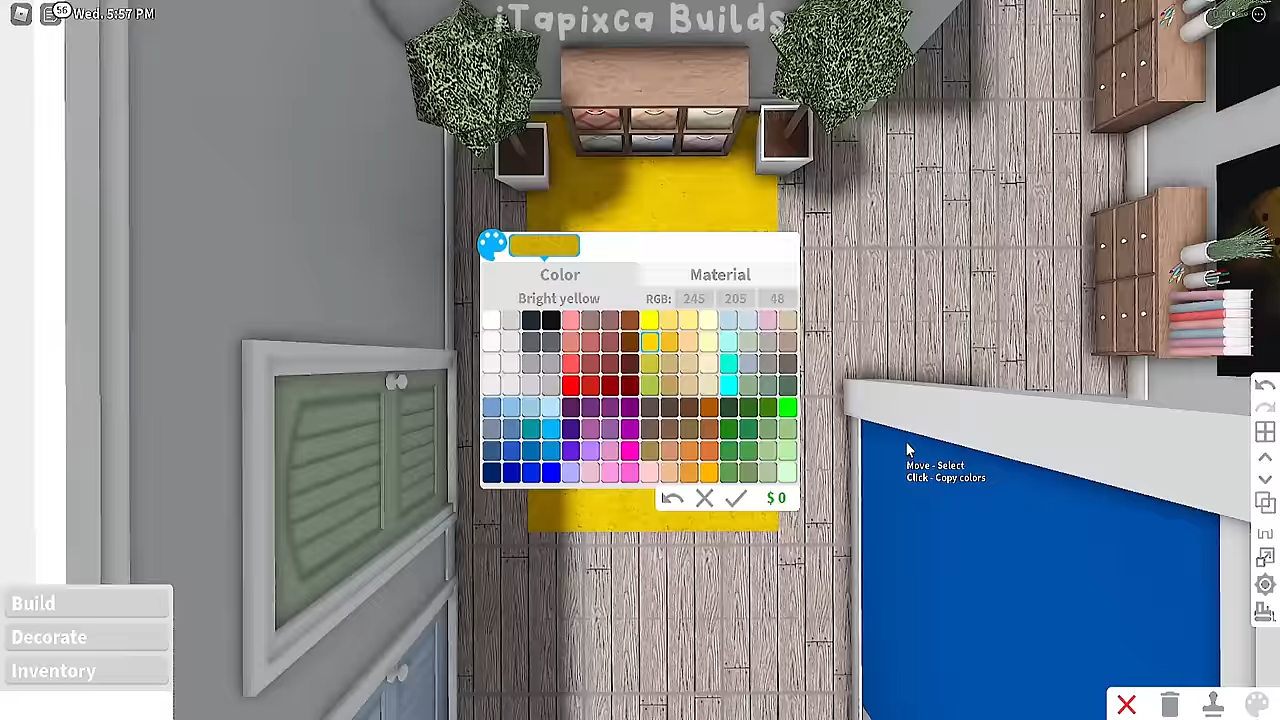 56
Wed. 5:57 PM
iTapixca Builds
Color
Material
Bright yellow
RGB: 245 205 48
Move - Select
Click - Copy colors
$ 0
Build
Decorate
Inventory